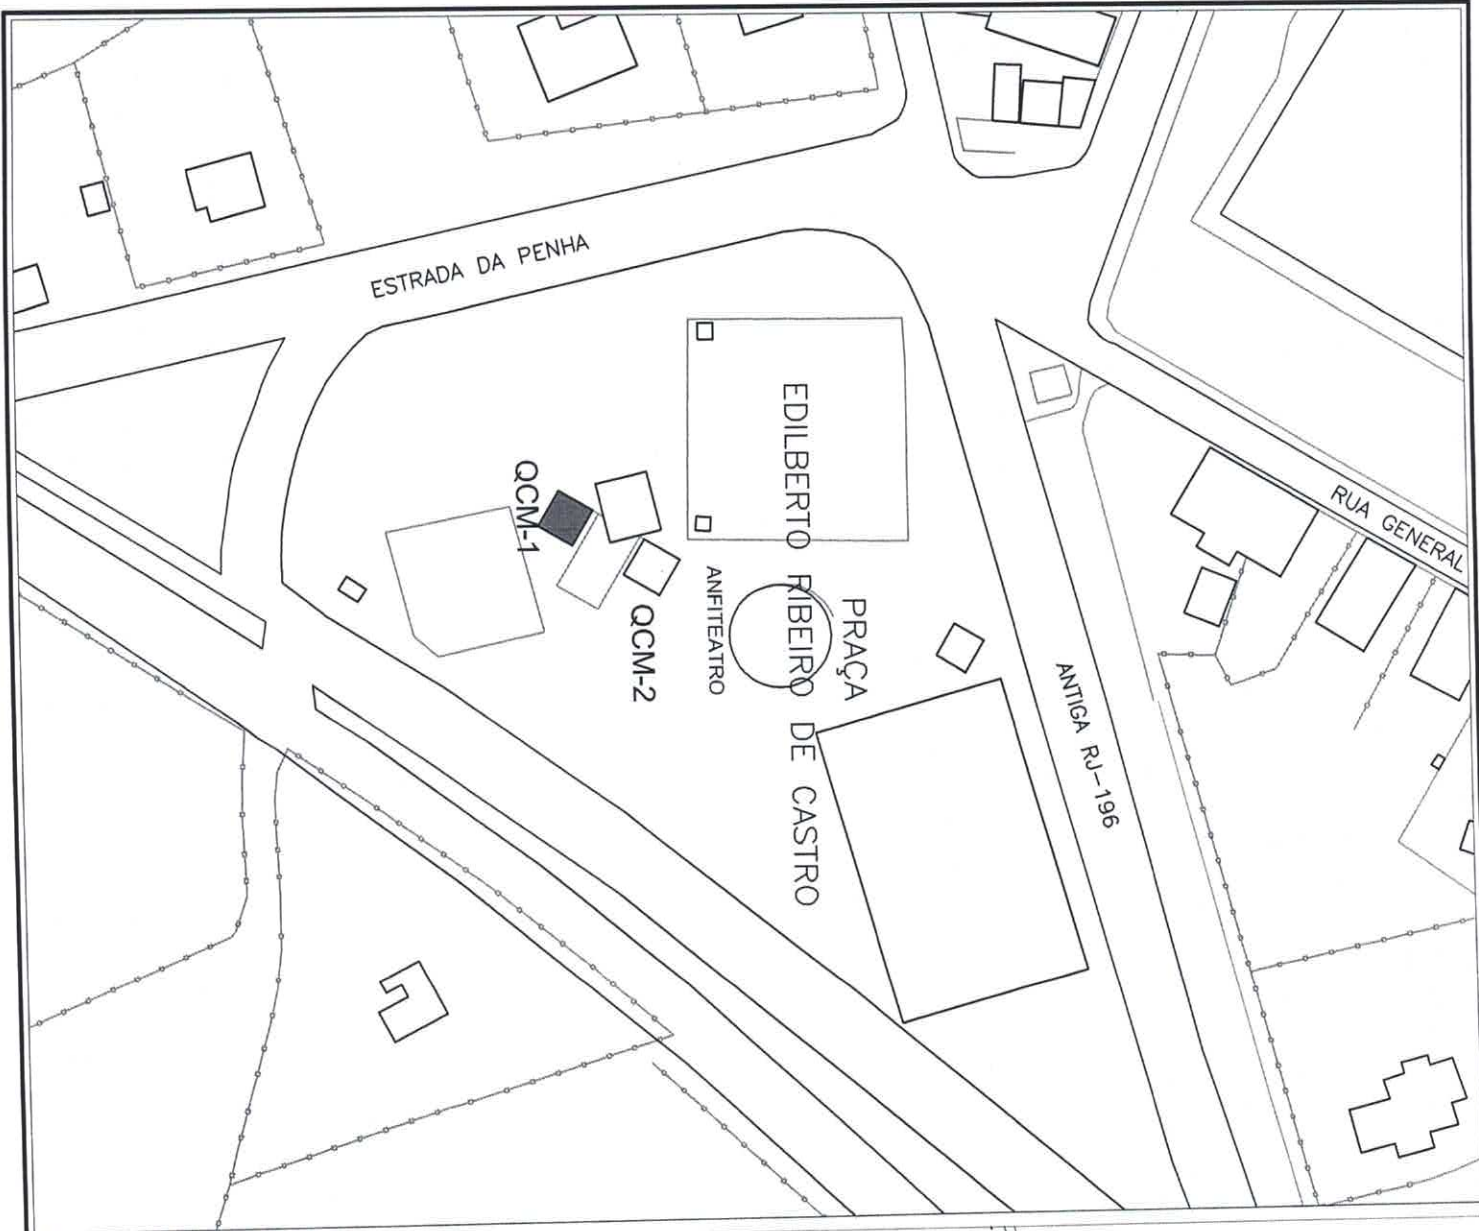 ESTRADA DA PENHA
RUA GENERAL
QCM-1
QCM-2
ANFITEATRO
PRAÇA
EDILBERTO RIBEIRO DE CASTRO
ANTIGA RJ-196